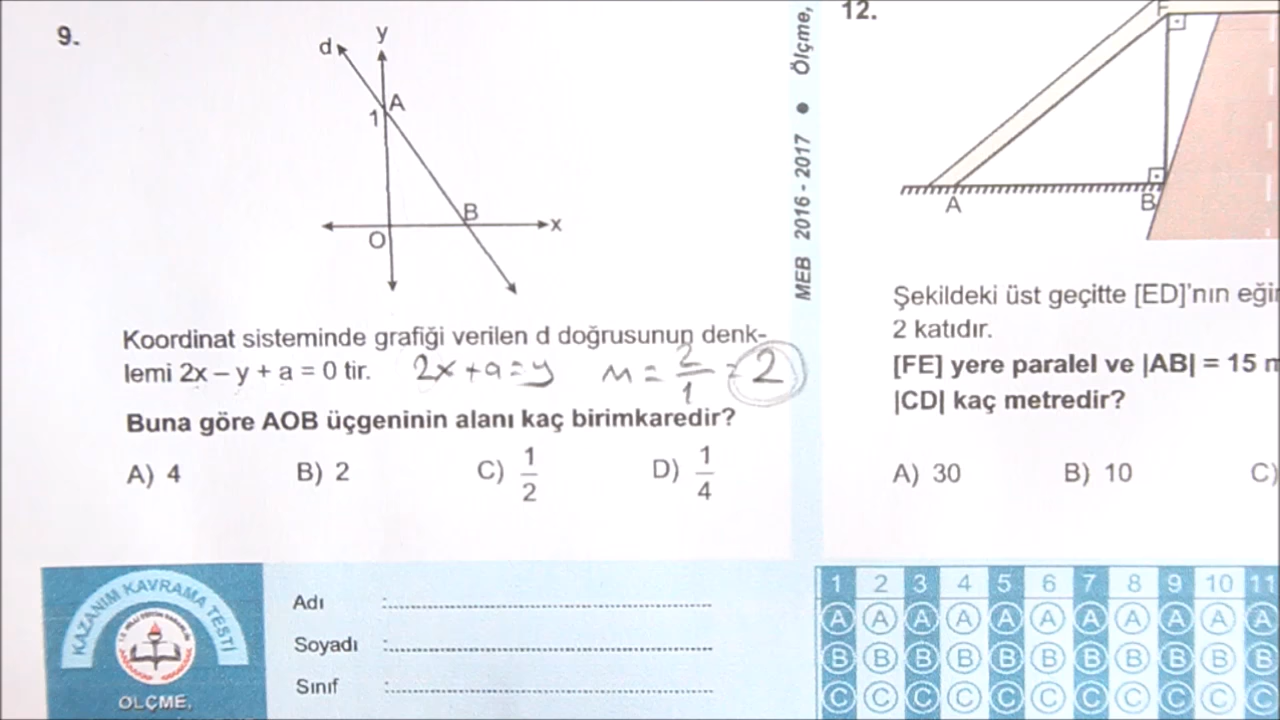 9.
d
y
A
1
B
O
x
Koordinat sisteminde grafiği verilen d doğrusunun denk-
lemi 2x – y + a = 0 tir. 2x + a = y m = 2/1 = 2
Buna göre AOB üçgeninin alanı kaç birimkaredir?
A) 4 B) 2 C) 1/2 D) 1/4
MEB 2016 - 2017 ● Ölçme,
12.
A
B
Şekildeki üst geçitte [ED]'nın
2 katıdır.
[FE] yere paralel ve |AB| = 15
|CD| kaç metredir?
A) 30 B) 10 C)
KAZANIM KAVRAMA TESTİ
ÖLÇME,
Adı :
Soyadı :
Sınıf :
1 2 3 4 5 6 7 8 9 10 11
A A A A A A A A A A A
B B B B B B B B B B B
C C C C C C C C C C C